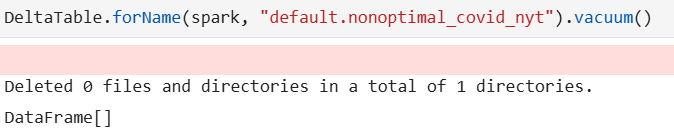 DeltaTable.forName(spark, "default.nonoptimal_covid_nyt").vacuum()
Deleted 0 files and directories in a total of 1 directories.
DataFrame[]